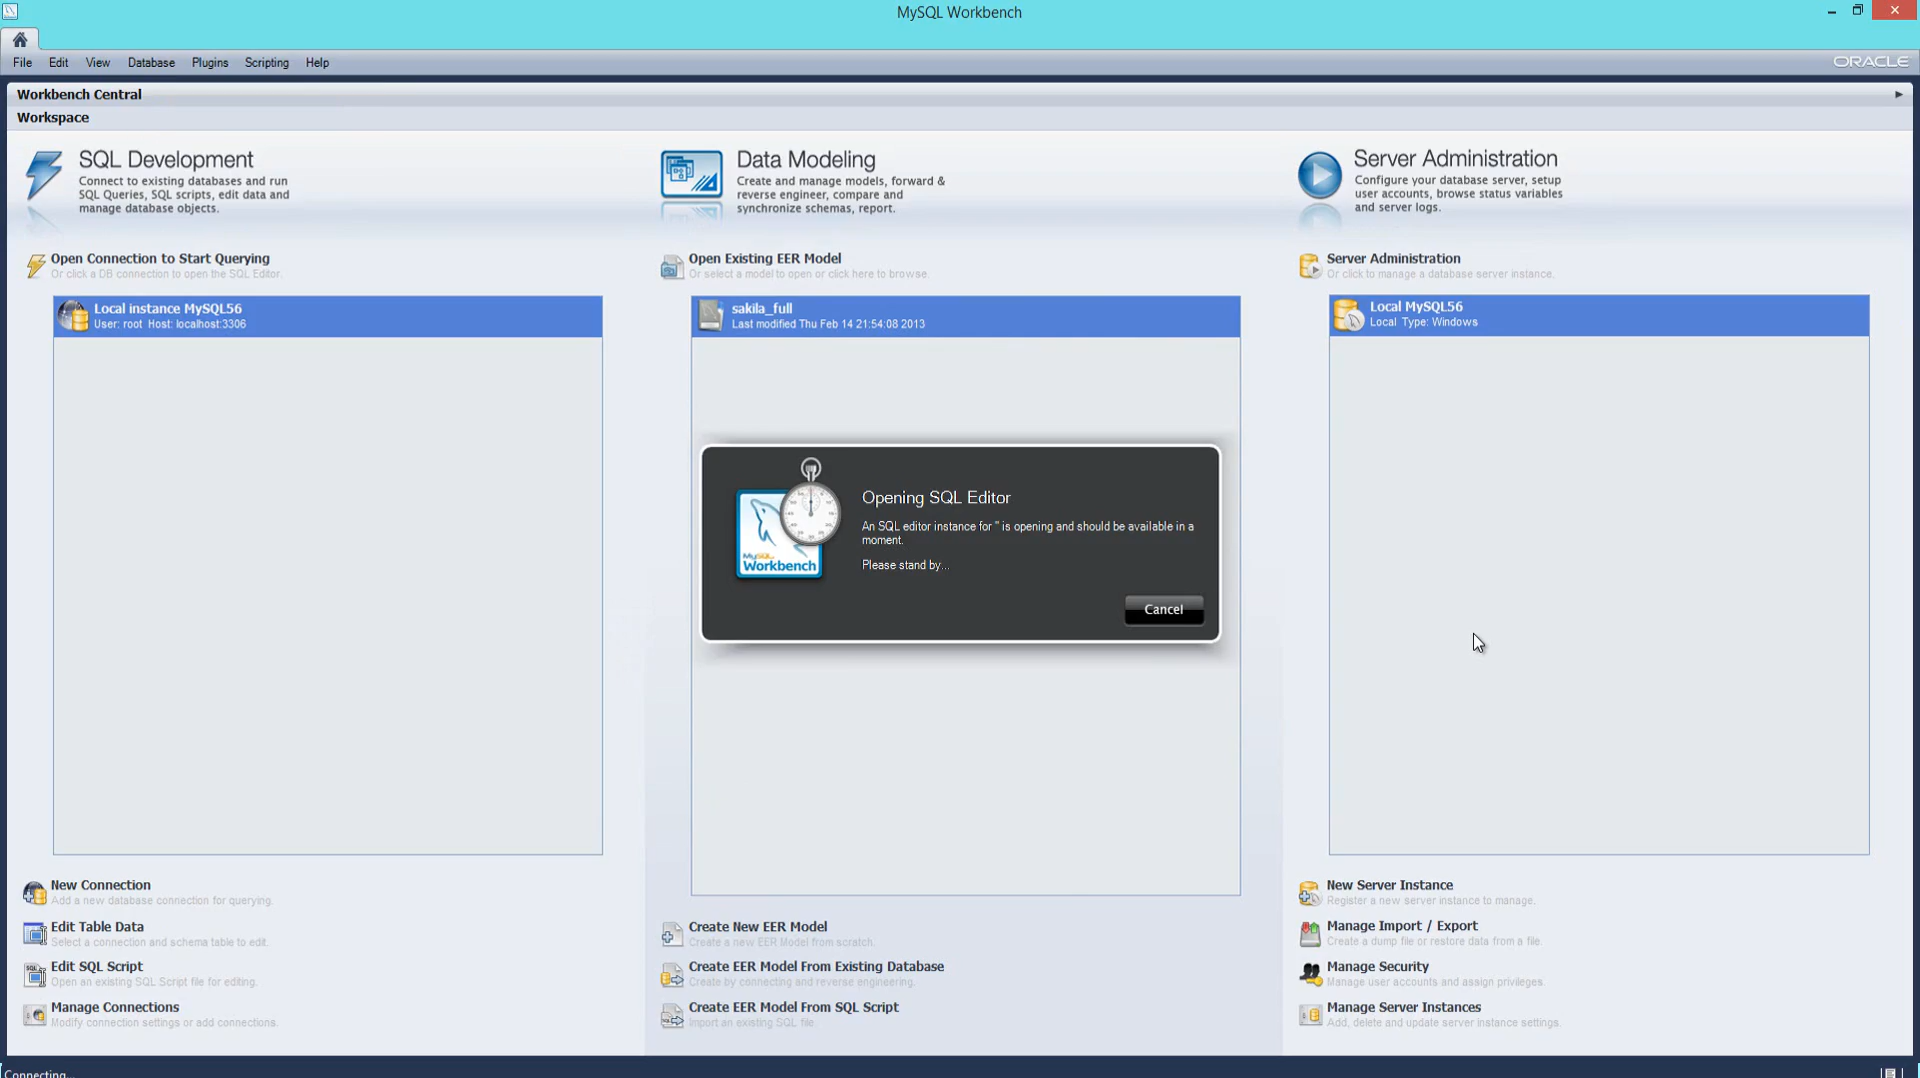 MySQL Workbench
File Edit View Database Plugins Scripting Help
ORACLE
Workbench Central
Workspace
SQL Development
Connect to existing databases and run
SQL Queries, SQL scripts, edit data and
manage database objects.
Open Connection to Start Querying
Or click a DB connection to open the SQL Editor.
Local instance MySQL56
User: root Host: localhost:3306
New Connection
Add a new database connection for querying.
Edit Table Data
Select a connection and schema table to edit.
Edit SQL Script
Open an existing SQL Script file for editing.
Manage Connections
Modify connection settings or add connections.
Data Modeling
Create and manage models, forward &
reverse engineer, compare and
synchronize schemas, report.
Open Existing EER Model
Or select a model to open or click here to browse.
sakila_full
Last modified Thu Feb 14 21:54:08 2013
MySQL
Workbench
Opening SQL Editor
An SQL editor instance for '' is opening and should be available in a
moment.
Please stand by...
Cancel
Create New EER Model
Create a new EER Model from scratch.
Create EER Model From Existing Database
Create by connecting and reverse engineering.
Create EER Model From SQL Script
Import an existing SQL file.
Server Administration
Configure your database server, setup
user accounts, browse status variables
and server logs.
Server Administration
Or click to manage a database server instance.
Local MySQL56
Local Type: Windows
New Server Instance
Register a new server instance to manage.
Manage Import / Export
Create a dump file or restore data from a file.
Manage Security
Manage user accounts and assign privileges.
Manage Server Instances
Add, delete and update server instance settings.
Connecting...